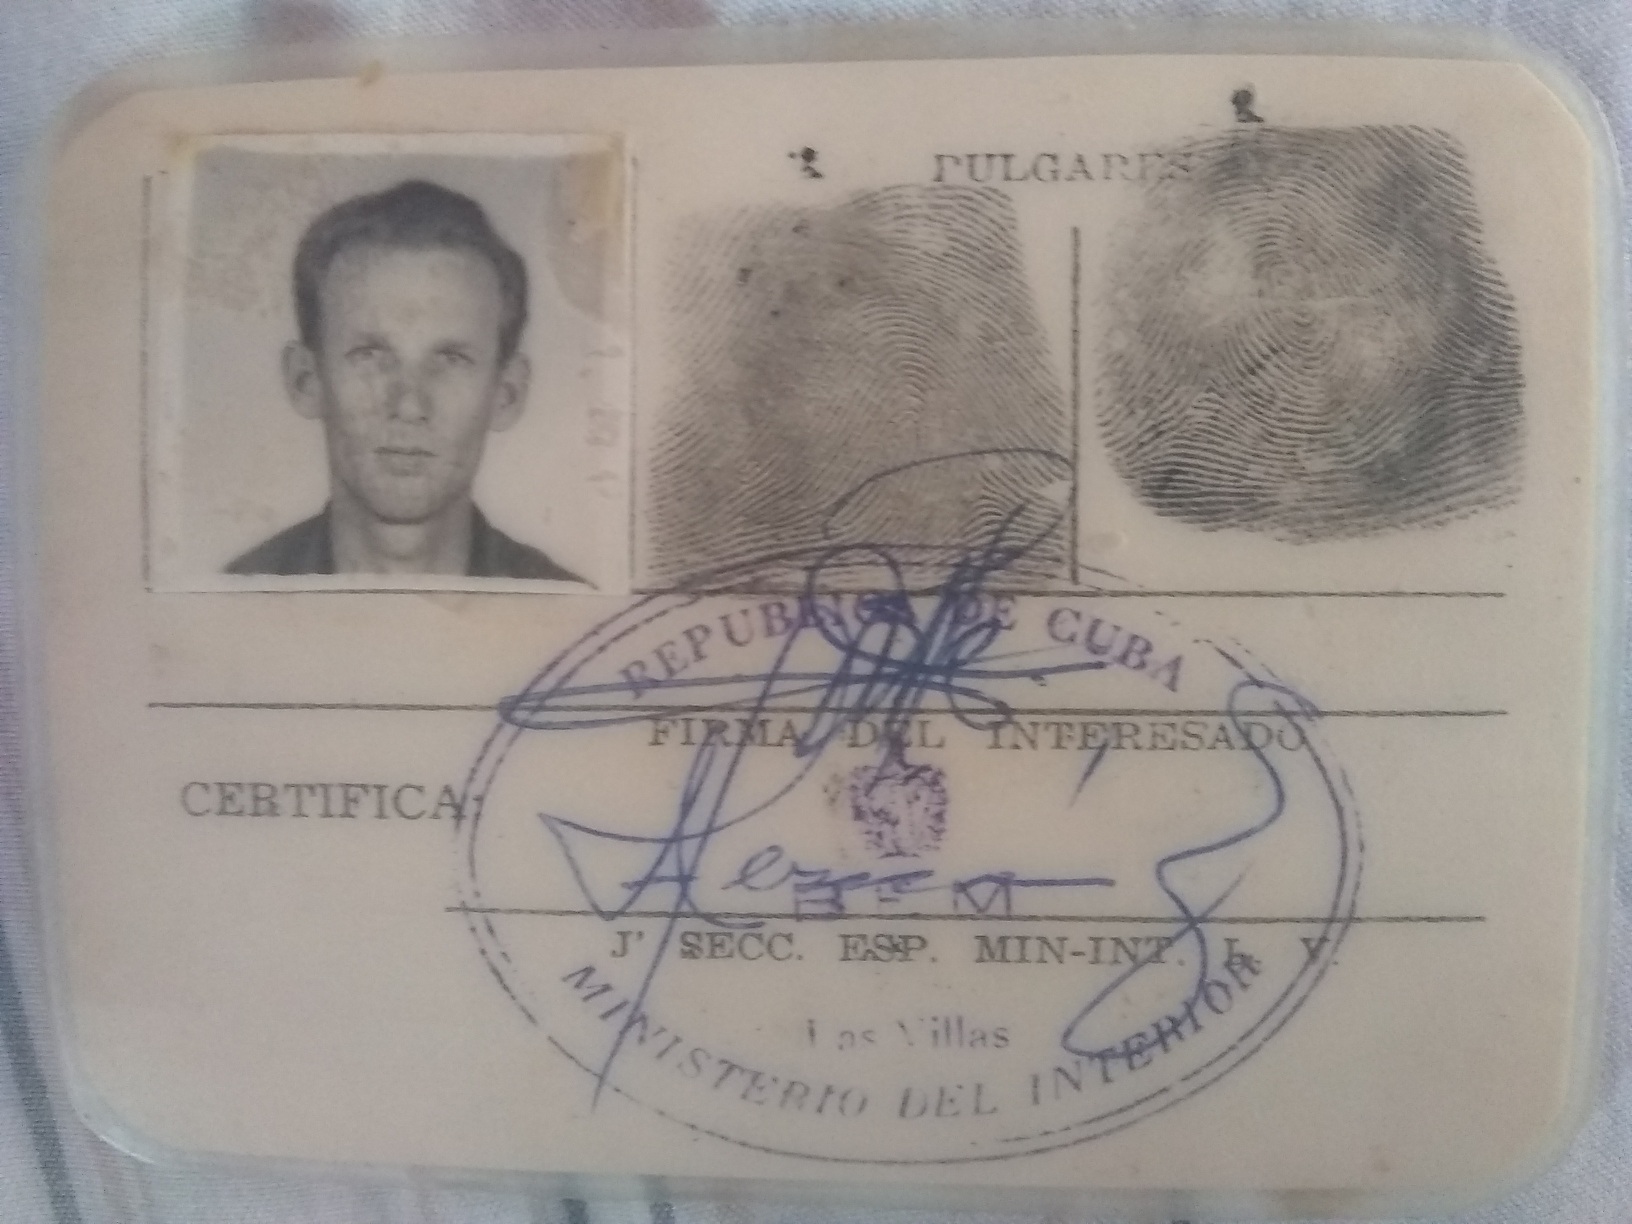 PULGARES
REPUBLICA DE CUBA
FIRMA DEL INTERESADO
CERTIFICA:
J' SECC. ESP. MIN-INT. L V
Las Villas
MINISTERIO DEL INTERIOR